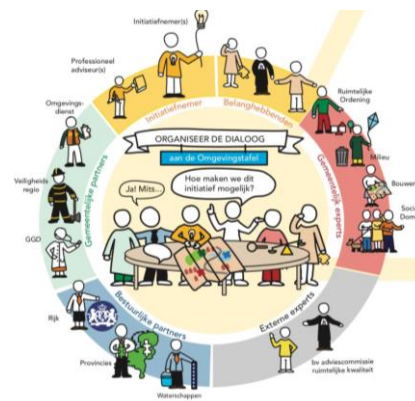 Initiatiefnemer(s)
Professioneel
adviseur(s)
Initiatiefnemer
Belanghebbenden
Omgevings-
dienst
Ruimtelijke
Ordening
ORGANISEER DE DIALOOG
aan de Omgevingstafel
Milieu
Veiligheids
regio
Ja! Mits...
Hoe maken we dit
initiatief mogelijk?
Gemeentelijke partners
Gemeentelijk experts
Bouwen
Soci
Dom
GGD
Rijk
Bestuurlijke partners
Externe experts
Provincies
Waterschappen
bv adviescommissie
ruimtelijke kwaliteit